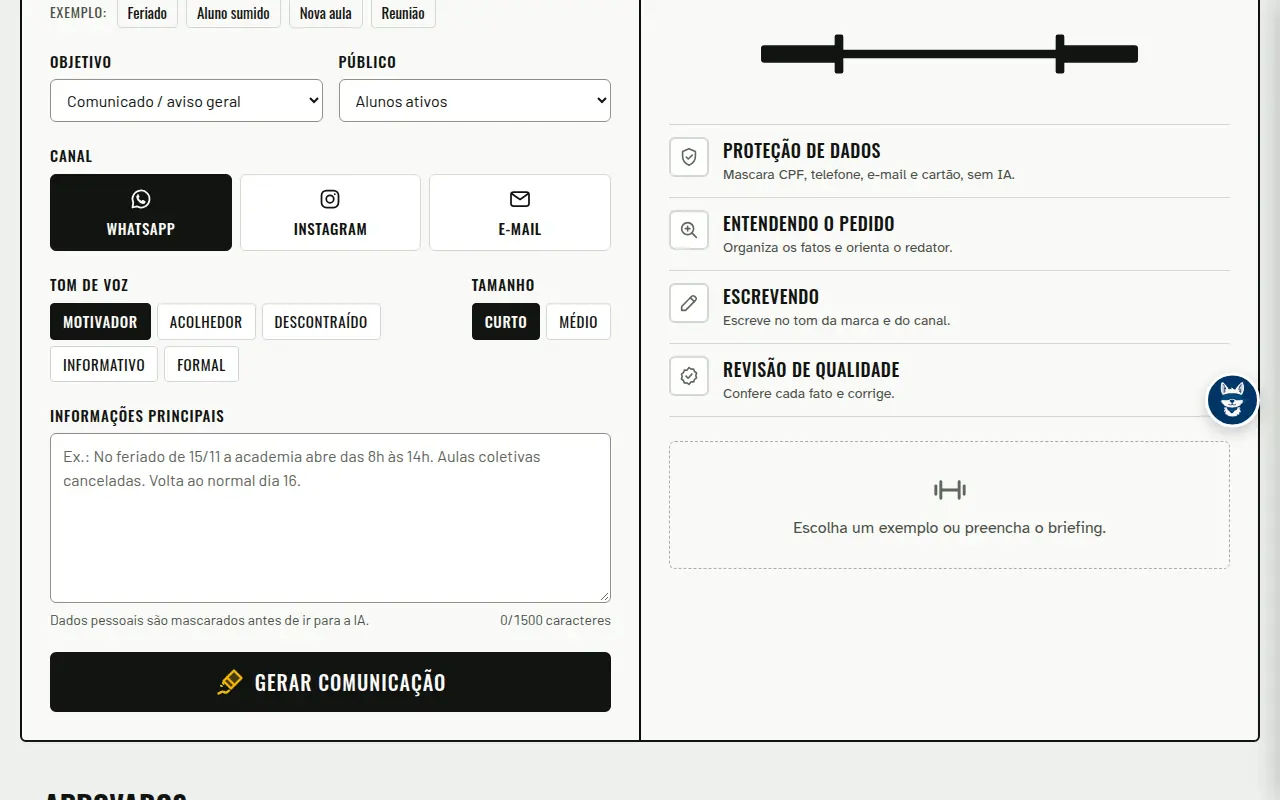 EXEMPLO: Feriado Aluno sumido Nova aula Reunião
OBJETIVO PÚBLICO
Comunicado / aviso geral Alunos ativos
CANAL
WHATSAPP INSTAGRAM E-MAIL
TOM DE VOZ TAMANHO
MOTIVADOR ACOLHEDOR DESCONTRAÍDO CURTO MÉDIO
INFORMATIVO FORMAL
INFORMAÇÕES PRINCIPAIS
Ex.: No feriado de 15/11 a academia abre das 8h às 14h. Aulas coletivas
canceladas. Volta ao normal dia 16.
Dados pessoais são mascarados antes de ir para a IA. 0/1500 caracteres
GERAR COMUNICAÇÃO
PROTEÇÃO DE DADOS
Mascara CPF, telefone, e-mail e cartão, sem IA.
ENTENDENDO O PEDIDO
Organiza os fatos e orienta o redator.
ESCREVENDO
Escreve no tom da marca e do canal.
REVISÃO DE QUALIDADE
Confere cada fato e corrige.
Escolha um exemplo ou preencha o briefing.
APROVADOS